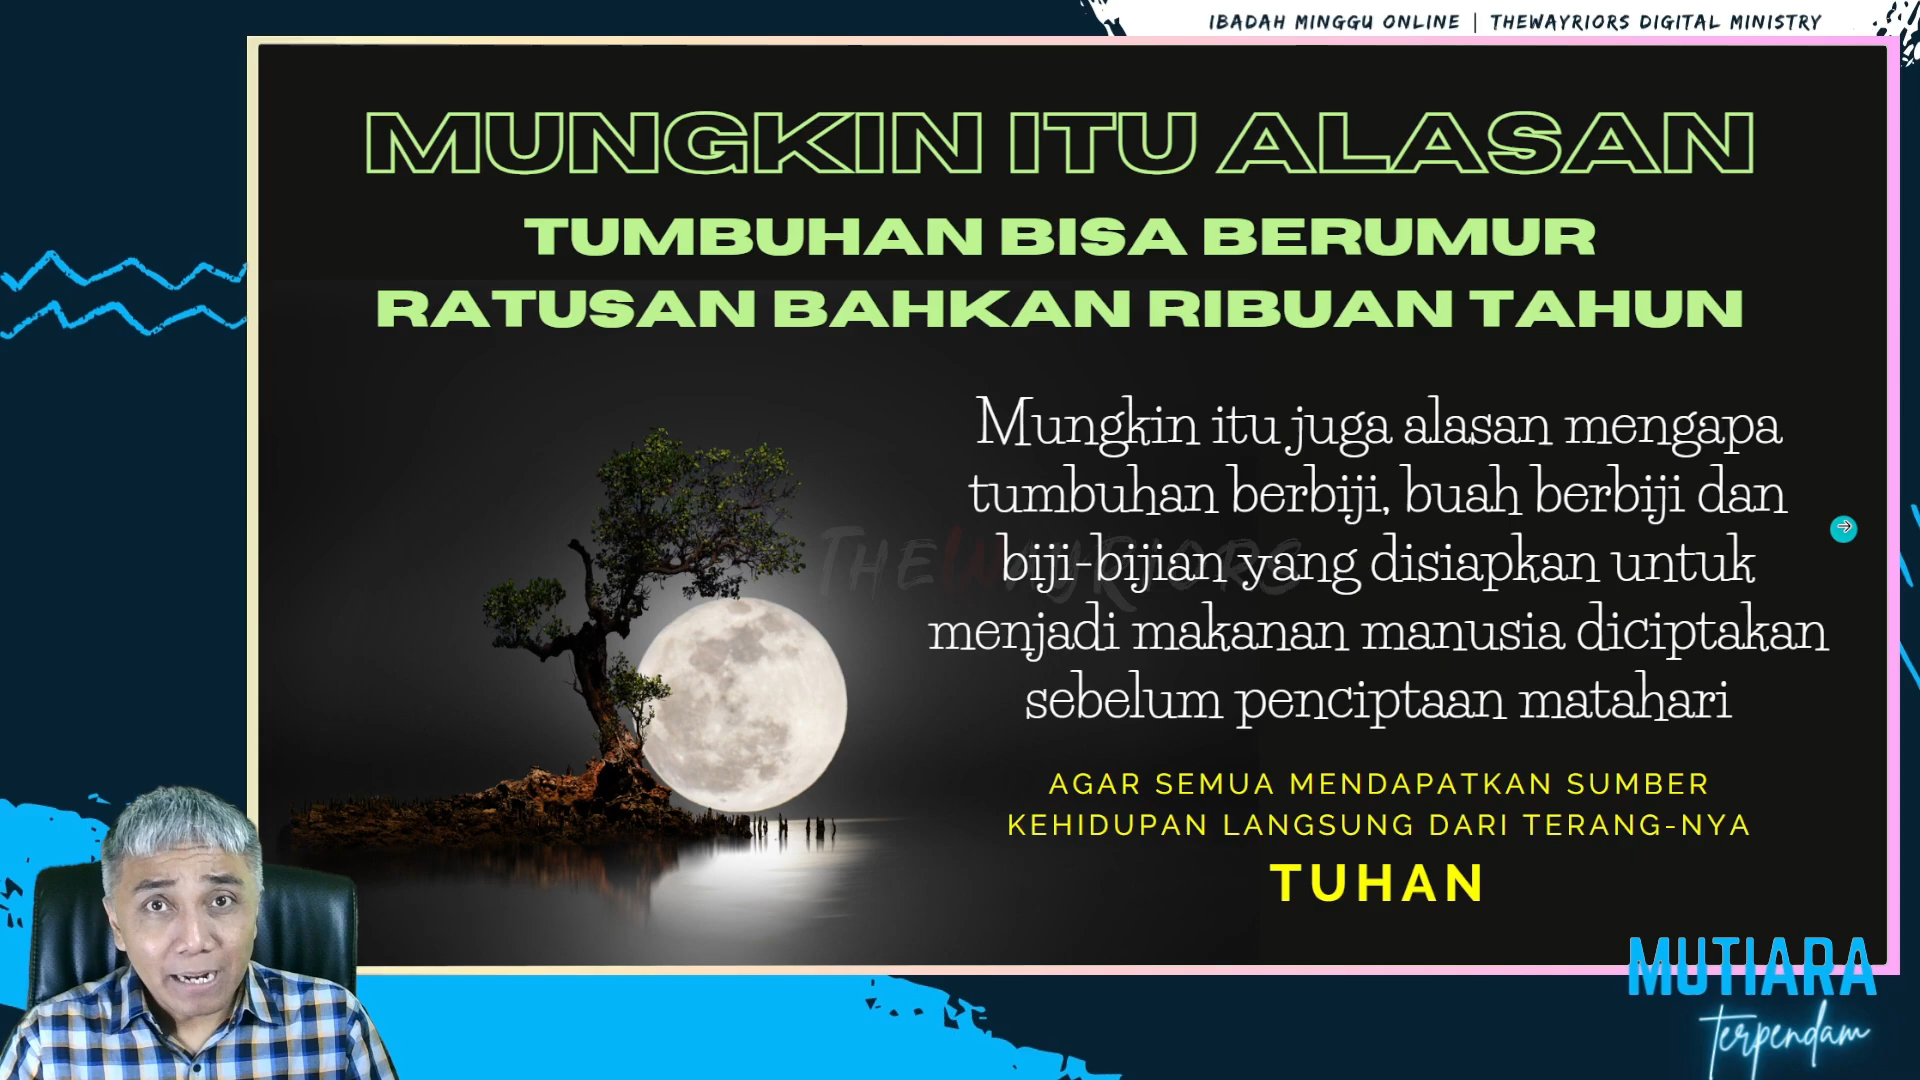 IBADAH MINGGU ONLINE | THEWAYRIORS DIGITAL MINISTRY
MUNGKIN ITU ALASAN
TUMBUHAN BISA BERUMUR
RATUSAN BAHKAN RIBUAN TAHUN
Mungkin itu juga alasan mengapa
tumbuhan berbiji, buah berbiji dan
biji-bijian yang disiapkan untuk
menjadi makanan manusia diciptakan
sebelum penciptaan matahari
THEWAYRIORS
AGAR SEMUA MENDAPATKAN SUMBER
KEHIDUPAN LANGSUNG DARI TERANG-NYA
TUHAN
MUTIARA
Terpendam